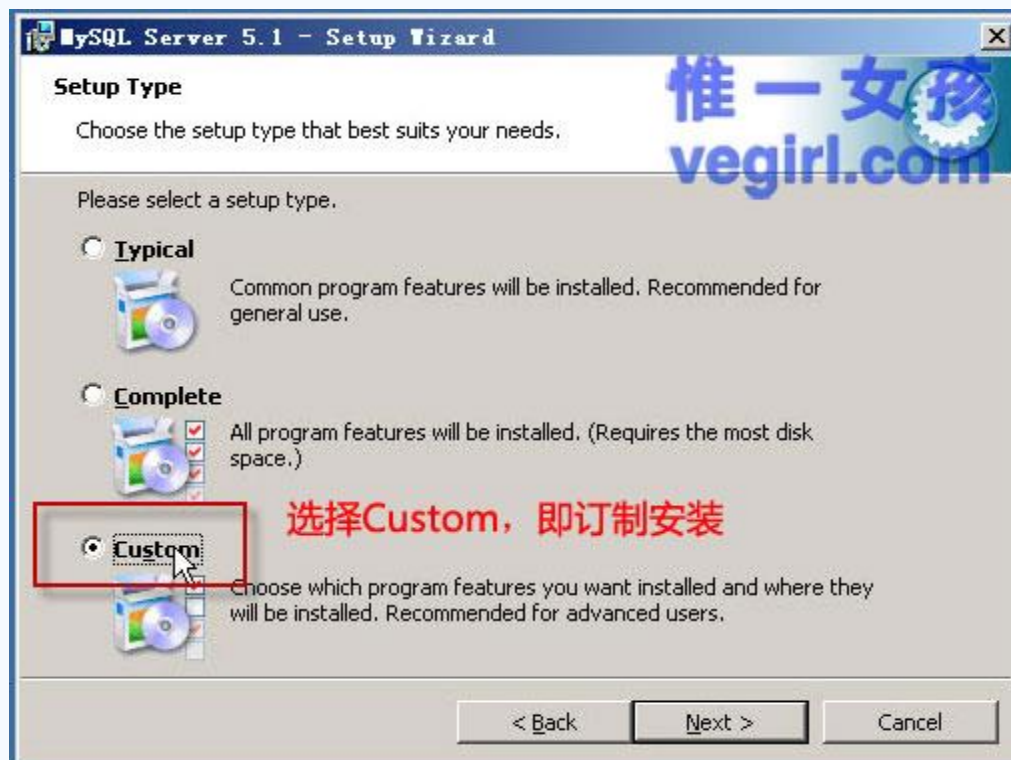 MySQL Server 5.1 - Setup Wizard
Setup Type
Choose the setup type that best suits your needs.
惟一女孩
vegirl.com
Please select a setup type.
Typical
Common program features will be installed. Recommended for
general use.
Complete
All program features will be installed. (Requires the most disk
space.)
选择Custom，即订制安装
Custom
Choose which program features you want installed and where they
will be installed. Recommended for advanced users.
< Back
Next >
Cancel